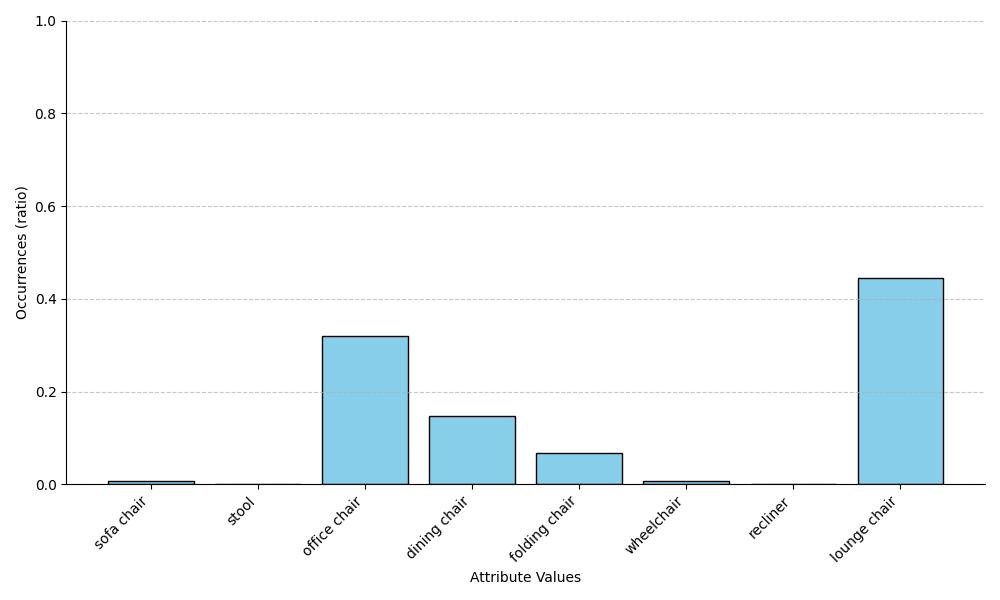 1.0
0.8
0.6
0.4
0.2
0.0
Occurrences (ratio)
sofa chair
stool
office chair
dining chair
folding chair
wheelchair
recliner
lounge chair
Attribute Values